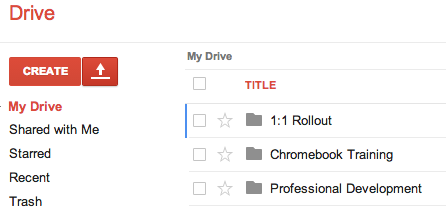 Drive
My Drive
CREATE
TITLE
My Drive
Shared with Me
Starred
Recent
Trash
1:1 Rollout
Chromebook Training
Professional Development